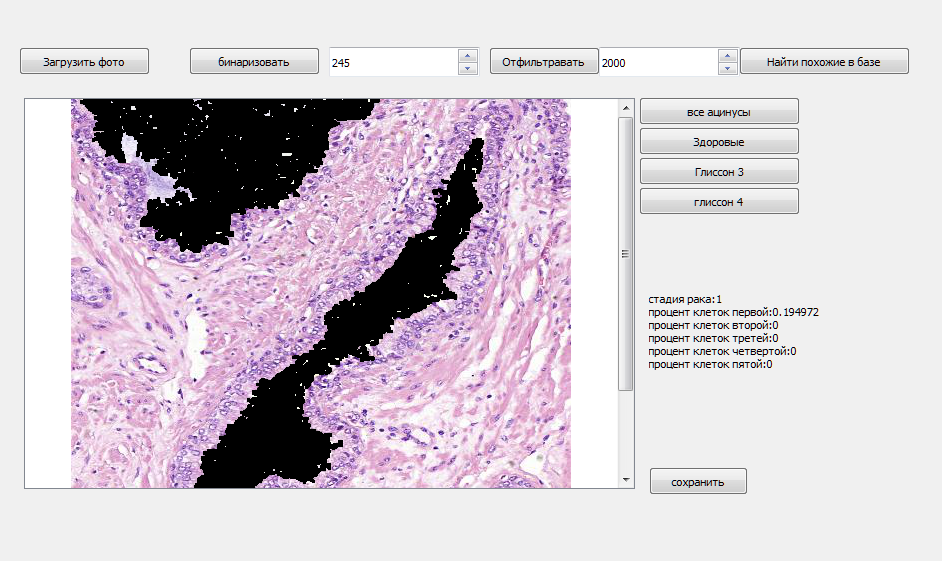 Загрузить фото
бинаризовать
245
Отфильтравать
2000
Найти похожие в базе
все ацинусы
Здоровые
Глиссон 3
глиссон 4
стадия рака:1
процент клеток первой:0.194972
процент клеток второй:0
процент клеток третей:0
процент клеток четвертой:0
процент клеток пятой:0
сохранить